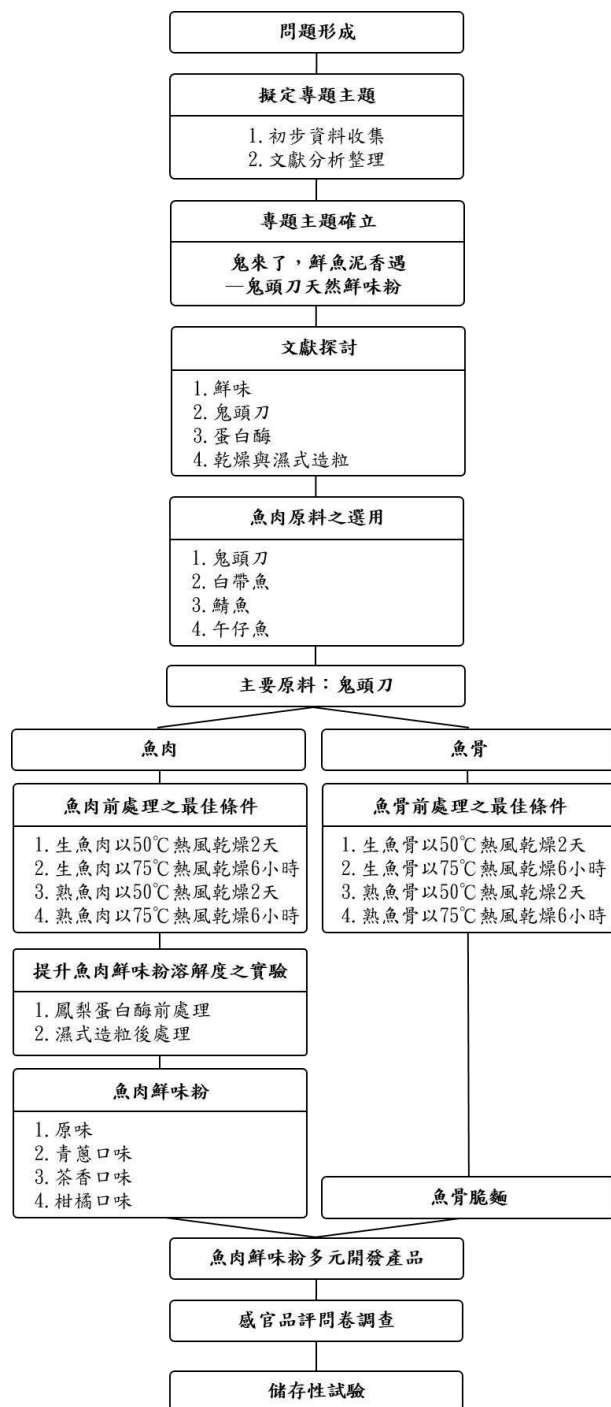 問題形成
擬定專題主題
1.初步資料收集
2.文獻分析整理
專題主題確立
鬼來了，鮮魚泥香遇
—鬼頭刀天然鮮味粉
文獻探討
1.鮮味
2.鬼頭刀
3.蛋白酶
4.乾燥與濕式造粒
魚肉原料之選用
1.鬼頭刀
2.白帶魚
3.鯖魚
4.午仔魚
主要原料：鬼頭刀
魚肉
魚肉前處理之最佳條件
1.生魚肉以50℃熱風乾燥2天
2.生魚肉以75℃熱風乾燥6小時
3.熟魚肉以50℃熱風乾燥2天
4.熟魚肉以75℃熱風乾燥6小時
提升魚肉鮮味粉溶解度之實驗
1.鳳梨蛋白酶前處理
2.濕式造粒後處理
魚肉鮮味粉
1.原味
2.青蔥口味
3.茶香口味
4.柑橘口味
魚骨
魚骨前處理之最佳條件
1.生魚骨以50℃熱風乾燥2天
2.生魚骨以75℃熱風乾燥6小時
3.熟魚骨以50℃熱風乾燥2天
4.熟魚骨以75℃熱風乾燥6小時
魚骨脆麵
魚肉鮮味粉多元開發產品
感官品評問卷調查
儲存性試驗